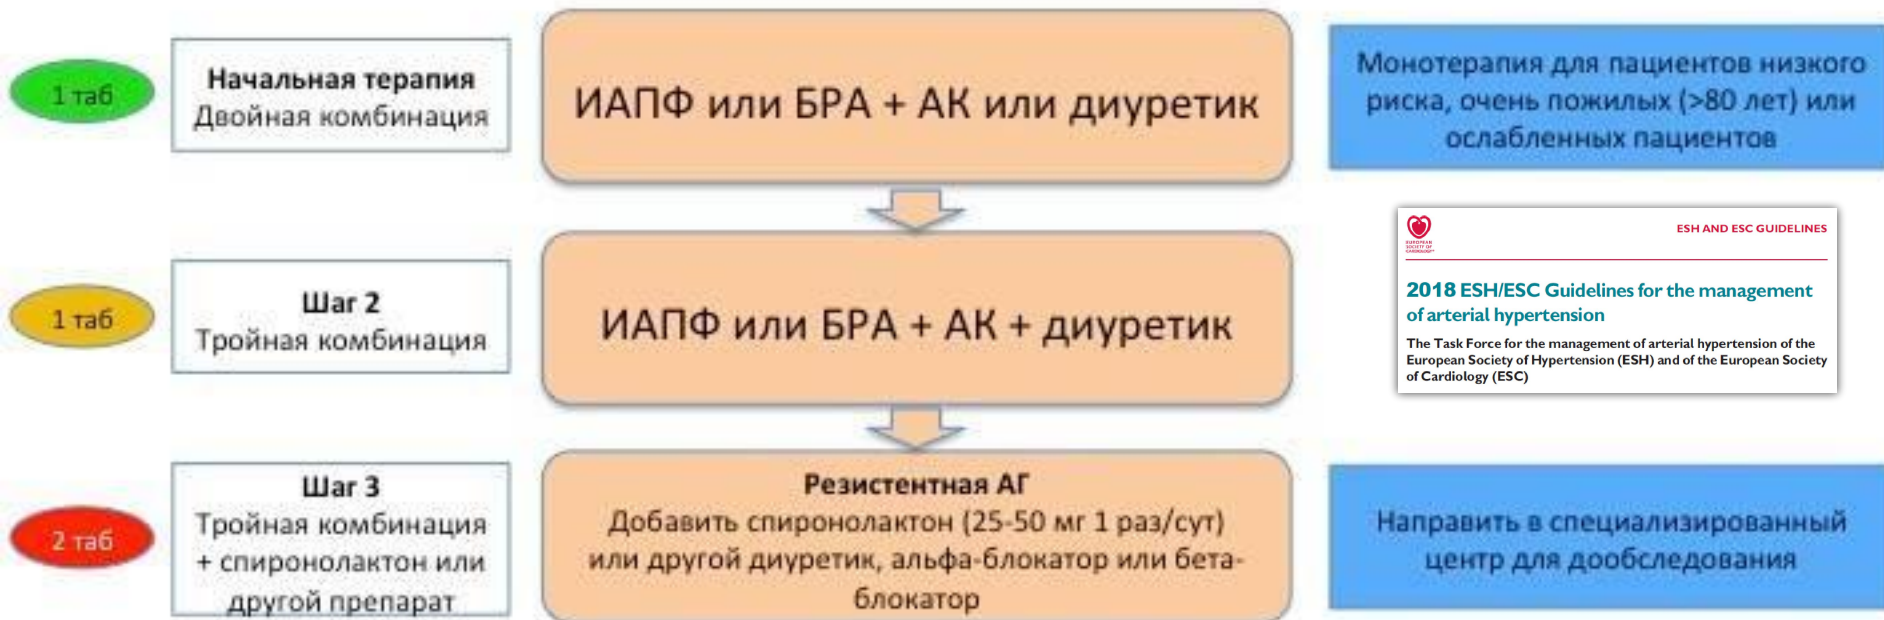 1 таб
Начальная терапия
Двойная комбинация
ИАПФ или БРА + АК или диуретик
Монотерапия для пациентов низкого
риска, очень пожилых (>80 лет) или
ослабленных пациентов
EUROPEAN
SOCIETY OF
CARDIOLOGY
ESH AND ESC GUIDELINES
2018 ESH/ESC Guidelines for the management
of arterial hypertension
The Task Force for the management of arterial hypertension of the
European Society of Hypertension (ESH) and of the European Society
of Cardiology (ESC)
1 таб
Шаг 2
Тройная комбинация
ИАПФ или БРА + АК + диуретик
2 таб
Шаг 3
Тройная комбинация
+ спиронолактон или
другой препарат
Резистентная АГ
Добавить спиронолактон (25-50 мг 1 раз/сут)
или другой диуретик, альфа-блокатор или бета-
блокатор
Направить в специализированный
центр для дообследования